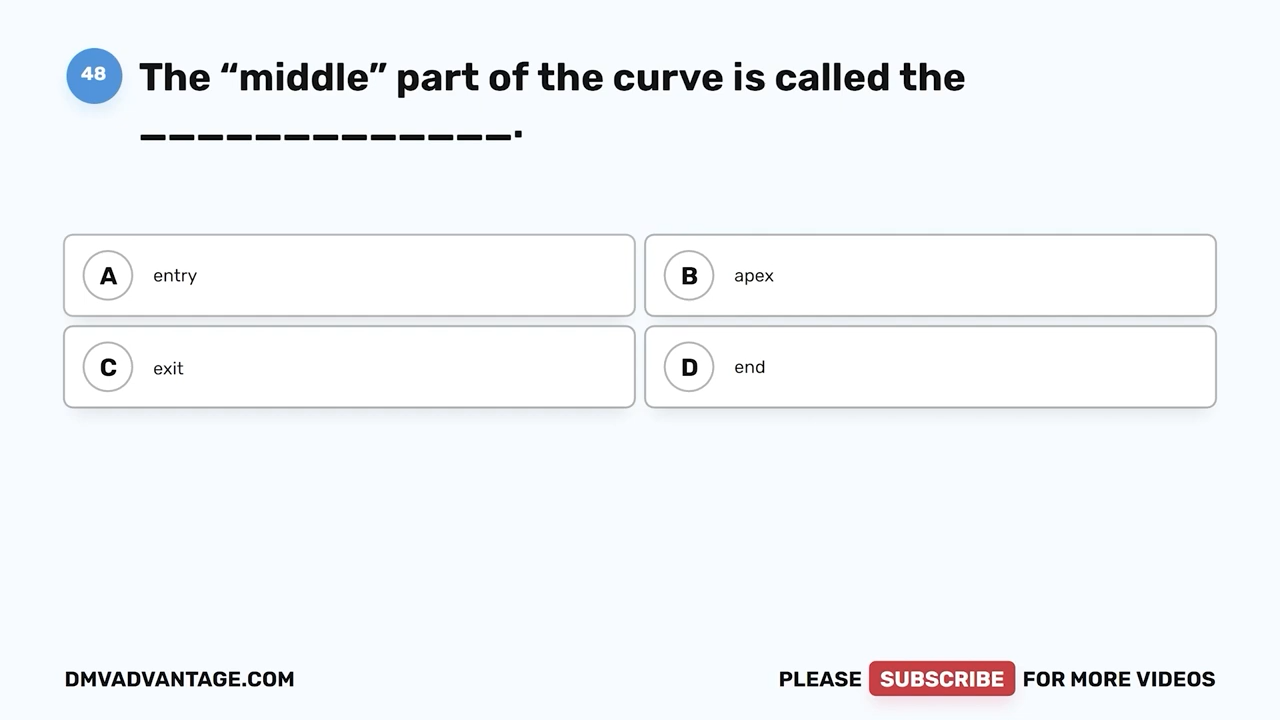 48
The “middle” part of the curve is called the
_____________.
A entry
B apex
C exit
D end
DMVADVANTAGE.COM
PLEASE SUBSCRIBE FOR MORE VIDEOS